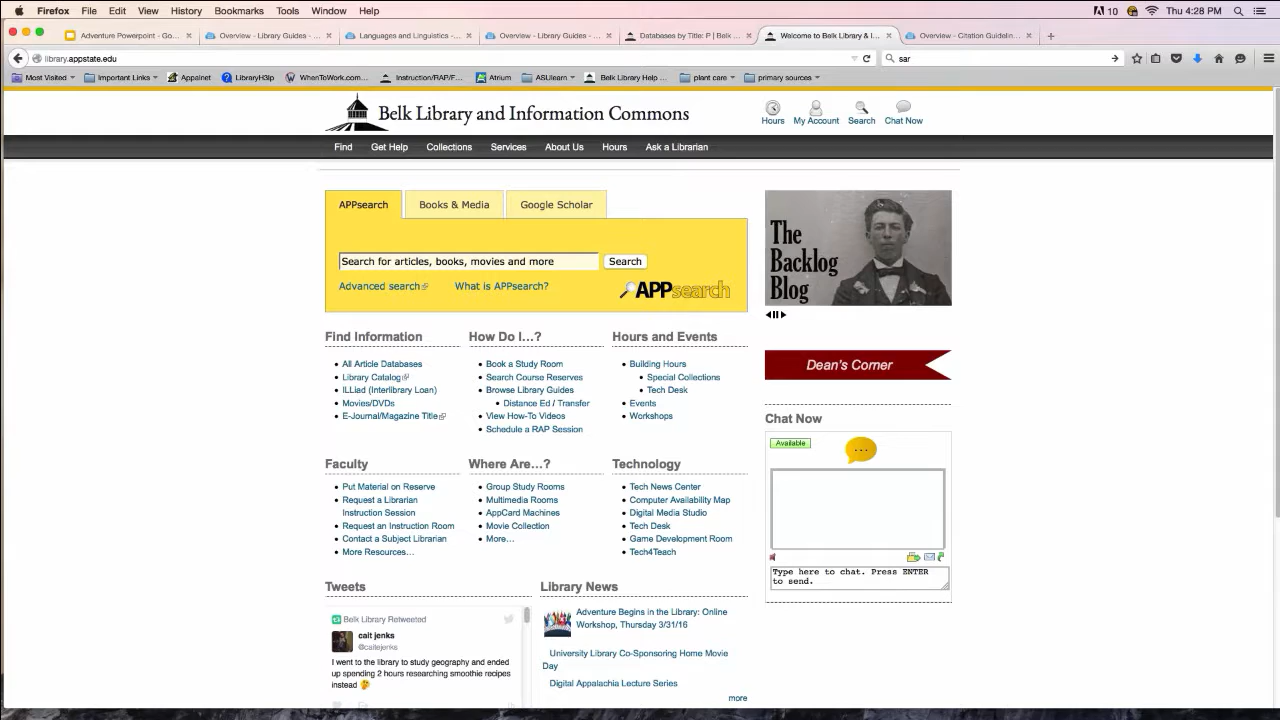 Firefox File Edit View History Bookmarks Tools Window Help
10 Thu 4:28 PM
Adventure Powerpoint - Go...
Overview - Library Guides - ...
Languages and Linguistics - ...
Overview - Library Guides - ...
Databases by Title: P | Belk ...
Welcome to Belk Library & I...
Overview - Citation Guidelin...
library.appstate.edu
sar
Most Visited
Important Links
Appalnet
LibraryH3lp
WhenToWork.com...
Instruction/RAP/F...
Atrium
ASULearn
Belk Library Help ...
plant care
primary sources
Belk Library and Information Commons
Hours My Account Search Chat Now
Find Get Help Collections Services About Us Hours Ask a Librarian
APPsearch Books & Media Google Scholar
Search for articles, books, movies and more Search
Advanced search What is APPsearch?
APPsearch
The
Backlog
Blog
Dean's Corner
Find Information
All Article Databases
Library Catalog
ILLiad (Interlibrary Loan)
Movies/DVDs
E-Journal/Magazine Title
How Do I...?
Book a Study Room
Search Course Reserves
Browse Library Guides
Distance Ed / Transfer
View How-To Videos
Schedule a RAP Session
Hours and Events
Building Hours
Special Collections
Tech Desk
Events
Workshops
Chat Now
Available
Type here to chat. Press ENTER
to send.
Faculty
Put Material on Reserve
Request a Librarian
Instruction Session
Request an Instruction Room
Contact a Subject Librarian
More Resources...
Where Are...?
Group Study Rooms
Multimedia Rooms
AppCard Machines
Movie Collection
More...
Technology
Tech News Center
Computer Availability Map
Digital Media Studio
Tech Desk
Game Development Room
Tech4Teach
Tweets
Belk Library Retweeted
cait jenks
@caitejenks
I went to the library to study geography and ended
up spending 2 hours researching smoothie recipes
instead 🤔
Library News
Adventure Begins in the Library: Online
Workshop, Thursday 3/31/16
University Library Co-Sponsoring Home Movie
Day
Digital Appalachia Lecture Series
more